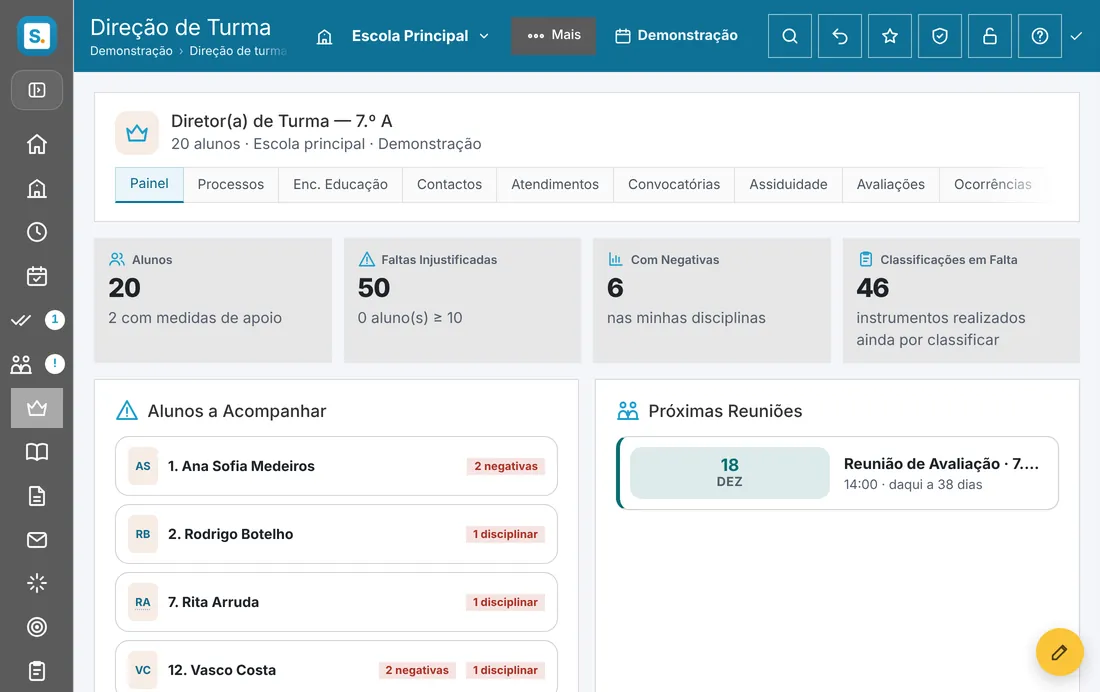 S.
Direção de Turma
Demonstração › Direção de turma
Escola Principal
Mais
Demonstração
Diretor(a) de Turma — 7.º A
20 alunos · Escola principal · Demonstração
Painel
Processos
Enc. Educação
Contactos
Atendimentos
Convocatórias
Assiduidade
Avaliações
Ocorrências
1
!
Alunos
20
2 com medidas de apoio
Faltas Injustificadas
50
0 aluno(s) ≥ 10
Com Negativas
6
nas minhas disciplinas
Classificações em Falta
46
instrumentos realizados
ainda por classificar
Alunos a Acompanhar
AS 1. Ana Sofia Medeiros 2 negativas
RB 2. Rodrigo Botelho 1 disciplinar
RA 7. Rita Arruda 1 disciplinar
VC 12. Vasco Costa 2 negativas 1 disciplinar
Próximas Reuniões
18
DEZ
Reunião de Avaliação · 7....
14:00 · daqui a 38 dias